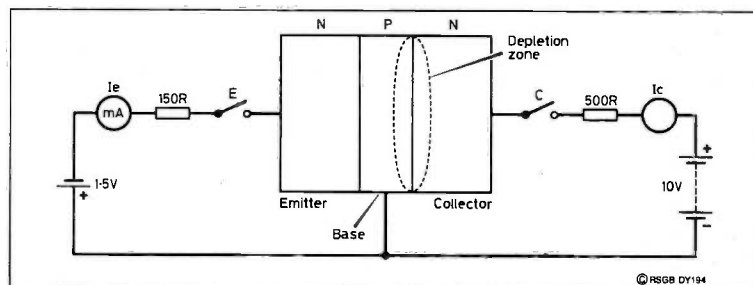 N P N
Depletion
zone
Ie
mA
150R
E
C
500R
Ic
1·5V
+
+
10V
-
Emitter
Base
Collector
© RSGB DY194